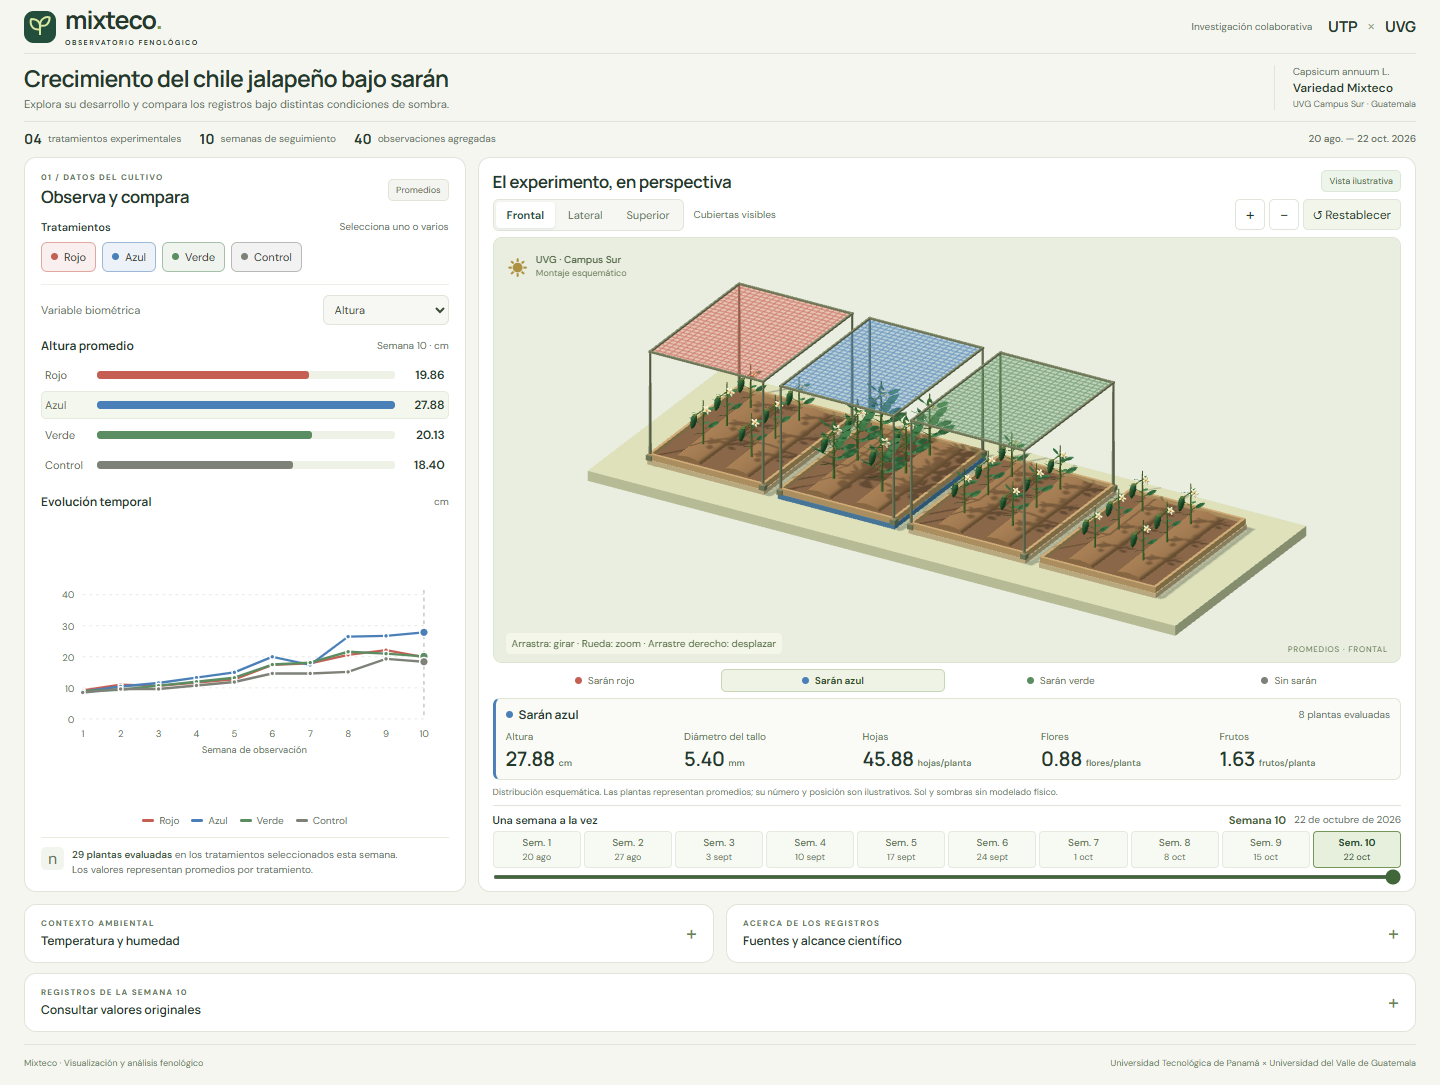 mixteco.
OBSERVATORIO FENOLÓGICO
Investigación colaborativa UTP × UVG
Crecimiento del chile jalapeño bajo sarán
Explora su desarrollo y compara los registros bajo distintas condiciones de sombra.
Capsicum annuum L.
Variedad Mixteco
UVG Campus Sur · Guatemala
04 tratamientos experimentales 10 semanas de seguimiento 40 observaciones agregadas
20 ago. — 22 oct. 2026
01 / DATOS DEL CULTIVO
Observa y compara
Promedios
Tratamientos
Selecciona uno o varios
Rojo Azul Verde Control
Variable biométrica
Altura
Altura promedio
Semana 10 · cm
Rojo 19.86
Azul 27.88
Verde 20.13
Control 18.40
Evolución temporal
cm
40
30
20
10
0
1 2 3 4 5 6 7 8 9 10
Semana de observación
Rojo Azul Verde Control
n
29 plantas evaluadas en los tratamientos seleccionados esta semana.
Los valores representan promedios por tratamiento.
El experimento, en perspectiva
Vista ilustrativa
Frontal Lateral Superior Cubiertas visibles
+ − ↺ Restablecer
UVG · Campus Sur
Montaje esquemático
Arrastra: girar · Rueda: zoom · Arrastre derecho: desplazar
PROMEDIOS · FRONTAL
Sarán rojo Sarán azul Sarán verde Sin sarán
Sarán azul
8 plantas evaluadas
Altura Diámetro del tallo Hojas Flores Frutos
27.88 cm 5.40 mm 45.88 hojas/planta 0.88 flores/planta 1.63 frutos/planta
Distribución esquemática. Las plantas representan promedios; su número y posición son ilustrativos. Sol y sombras sin modelado físico.
Una semana a la vez
Semana 10 22 de octubre de 2026
Sem. 1 Sem. 2 Sem. 3 Sem. 4 Sem. 5 Sem. 6 Sem. 7 Sem. 8 Sem. 9 Sem. 10
20 ago 27 ago 3 sept 10 sept 17 sept 24 sept 1 oct 8 oct 15 oct 22 oct
CONTEXTO AMBIENTAL
Temperatura y humedad
+
ACERCA DE LOS REGISTROS
Fuentes y alcance científico
+
REGISTROS DE LA SEMANA 10
Consultar valores originales
+
Mixteco · Visualización y análisis fenológico
Universidad Tecnológica de Panamá × Universidad del Valle de Guatemala